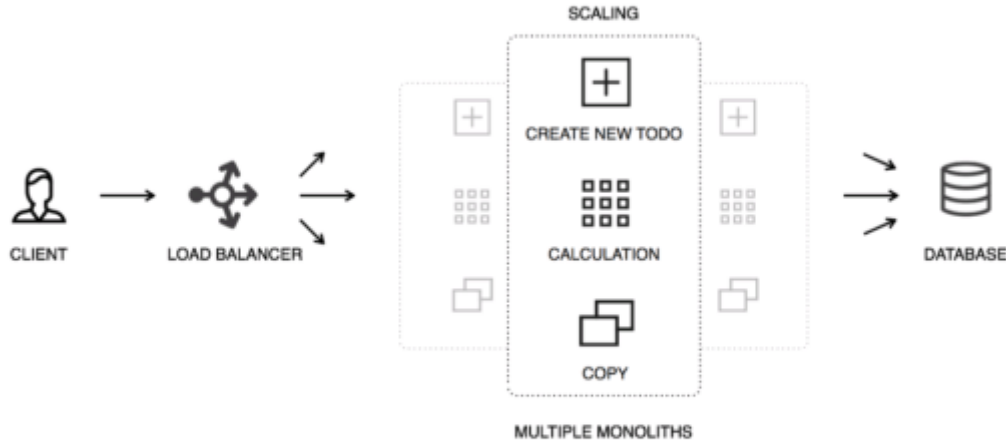 SCALING
CREATE NEW TODO
CLIENT
LOAD BALANCER
CALCULATION
DATABASE
COPY
MULTIPLE MONOLITHS